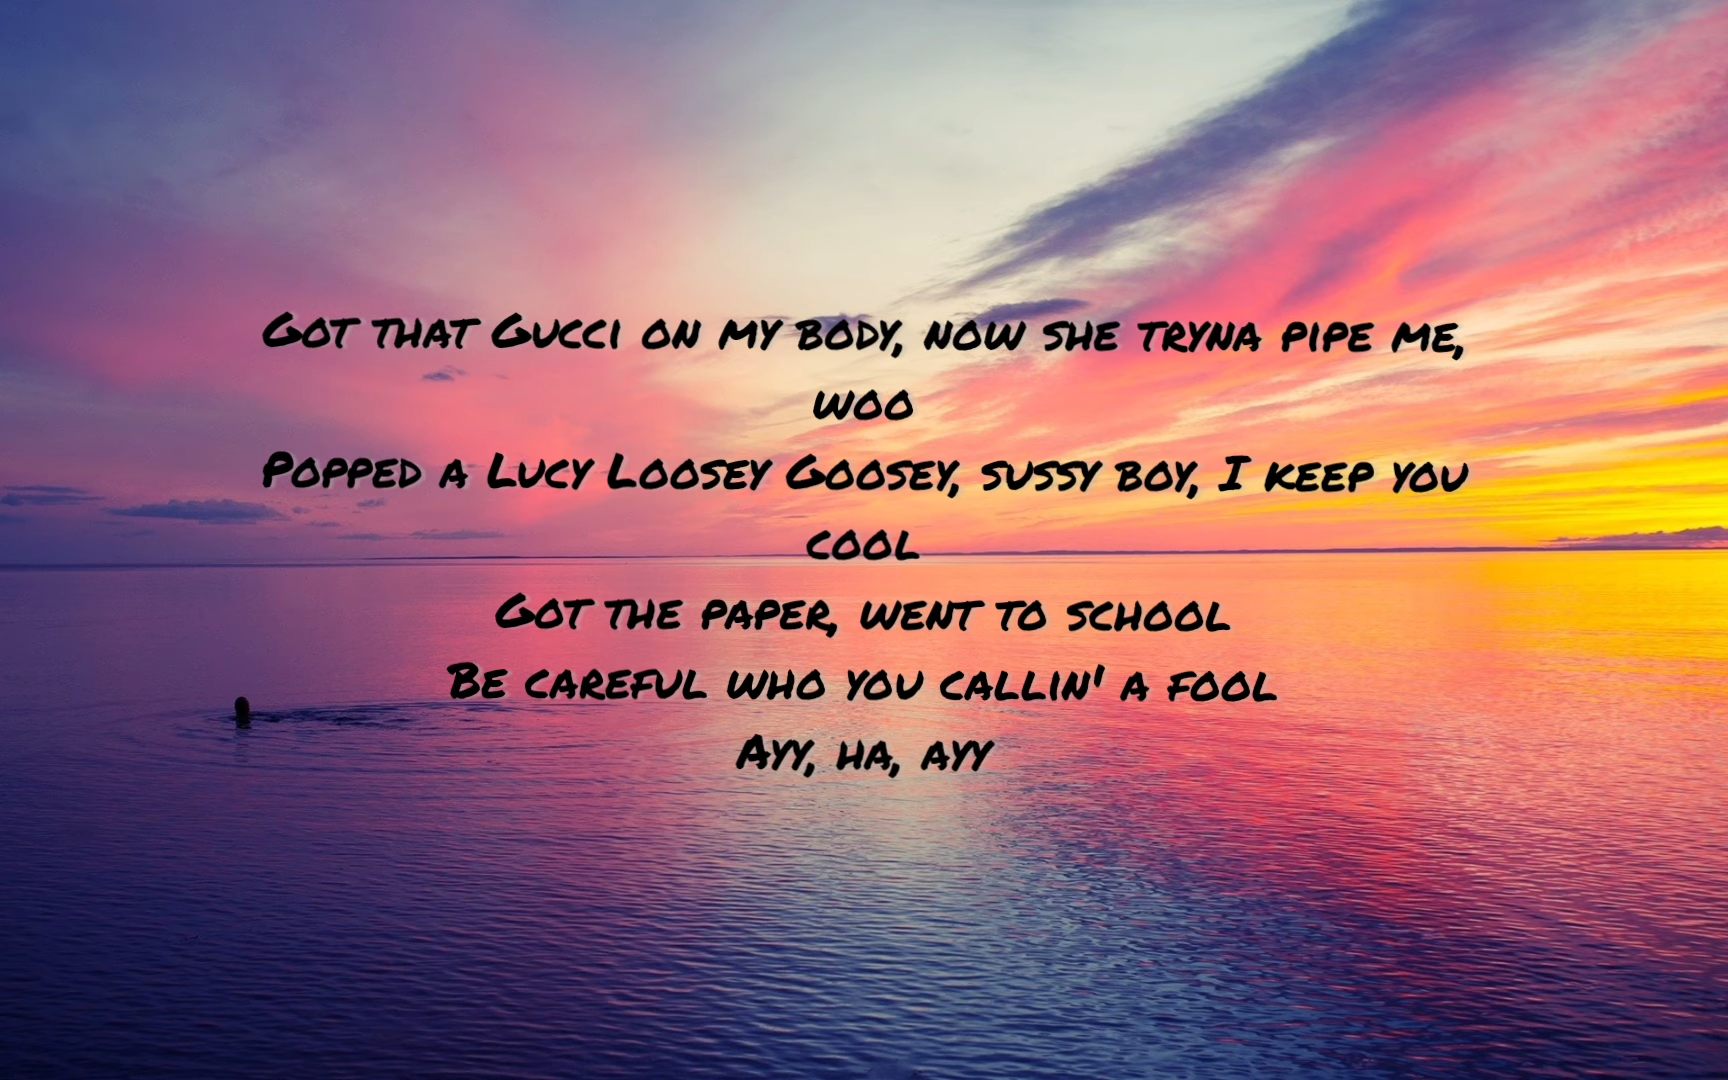 Got that Gucci on my body, now she tryna pipe me,
woo
Popped a Lucy Loosey Goosey, sussy boy, I keep you
cool
Got the paper, went to school
Be careful who you callin' a fool
Ayy, ha, ayy